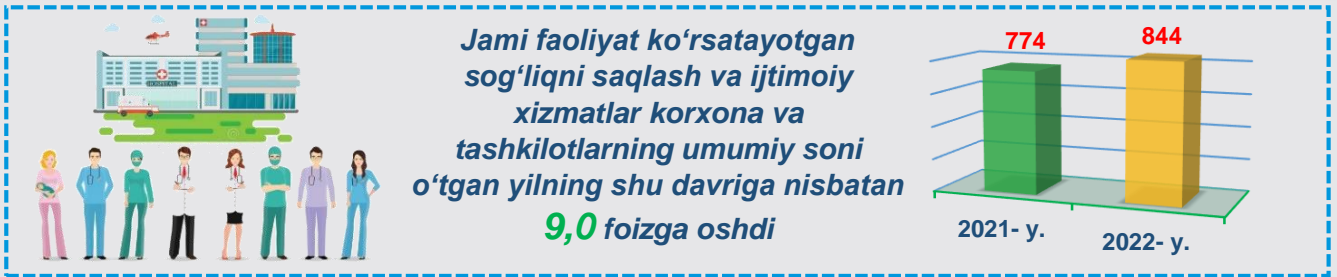 Jami faoliyat ko‘rsatayotgan
sog‘liqni saqlash va ijtimoiy
xizmatlar korxona va
tashkilotlarning umumiy soni
o‘tgan yilning shu davriga nisbatan
9,0 foizga oshdi
774
844
2021- y.
2022- y.
HOSPITAL